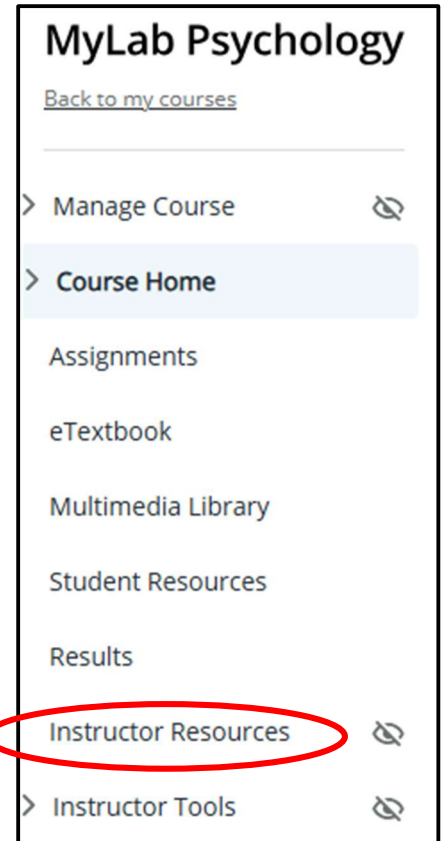 MyLab Psychology
Back to my courses
Manage Course
Course Home
Assignments
eTextbook
Multimedia Library
Student Resources
Results
Instructor Resources
Instructor Tools